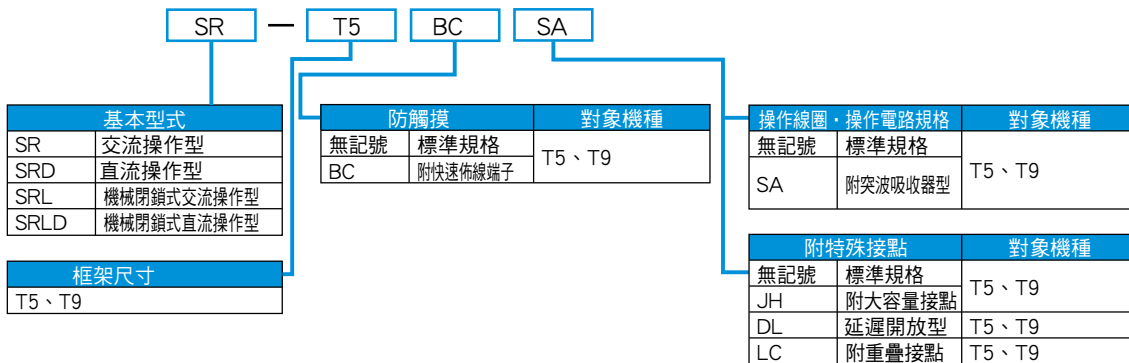 SR — T5 BC SA
基本型式
SR 交流操作型
SRD 直流操作型
SRL 機械閉鎖式交流操作型
SRLD 機械閉鎖式直流操作型
框架尺寸
T5、T9
防觸摸 對象機種
無記號 標準規格 T5、T9
BC 附快速佈線端子
操作線圈・操作電路規格 對象機種
無記號 標準規格 T5、T9
SA 附突波吸收器型
附特殊接點 對象機種
無記號 標準規格 T5、T9
JH 附大容量接點
DL 延遲開放型 T5、T9
LC 附重疊接點 T5、T9